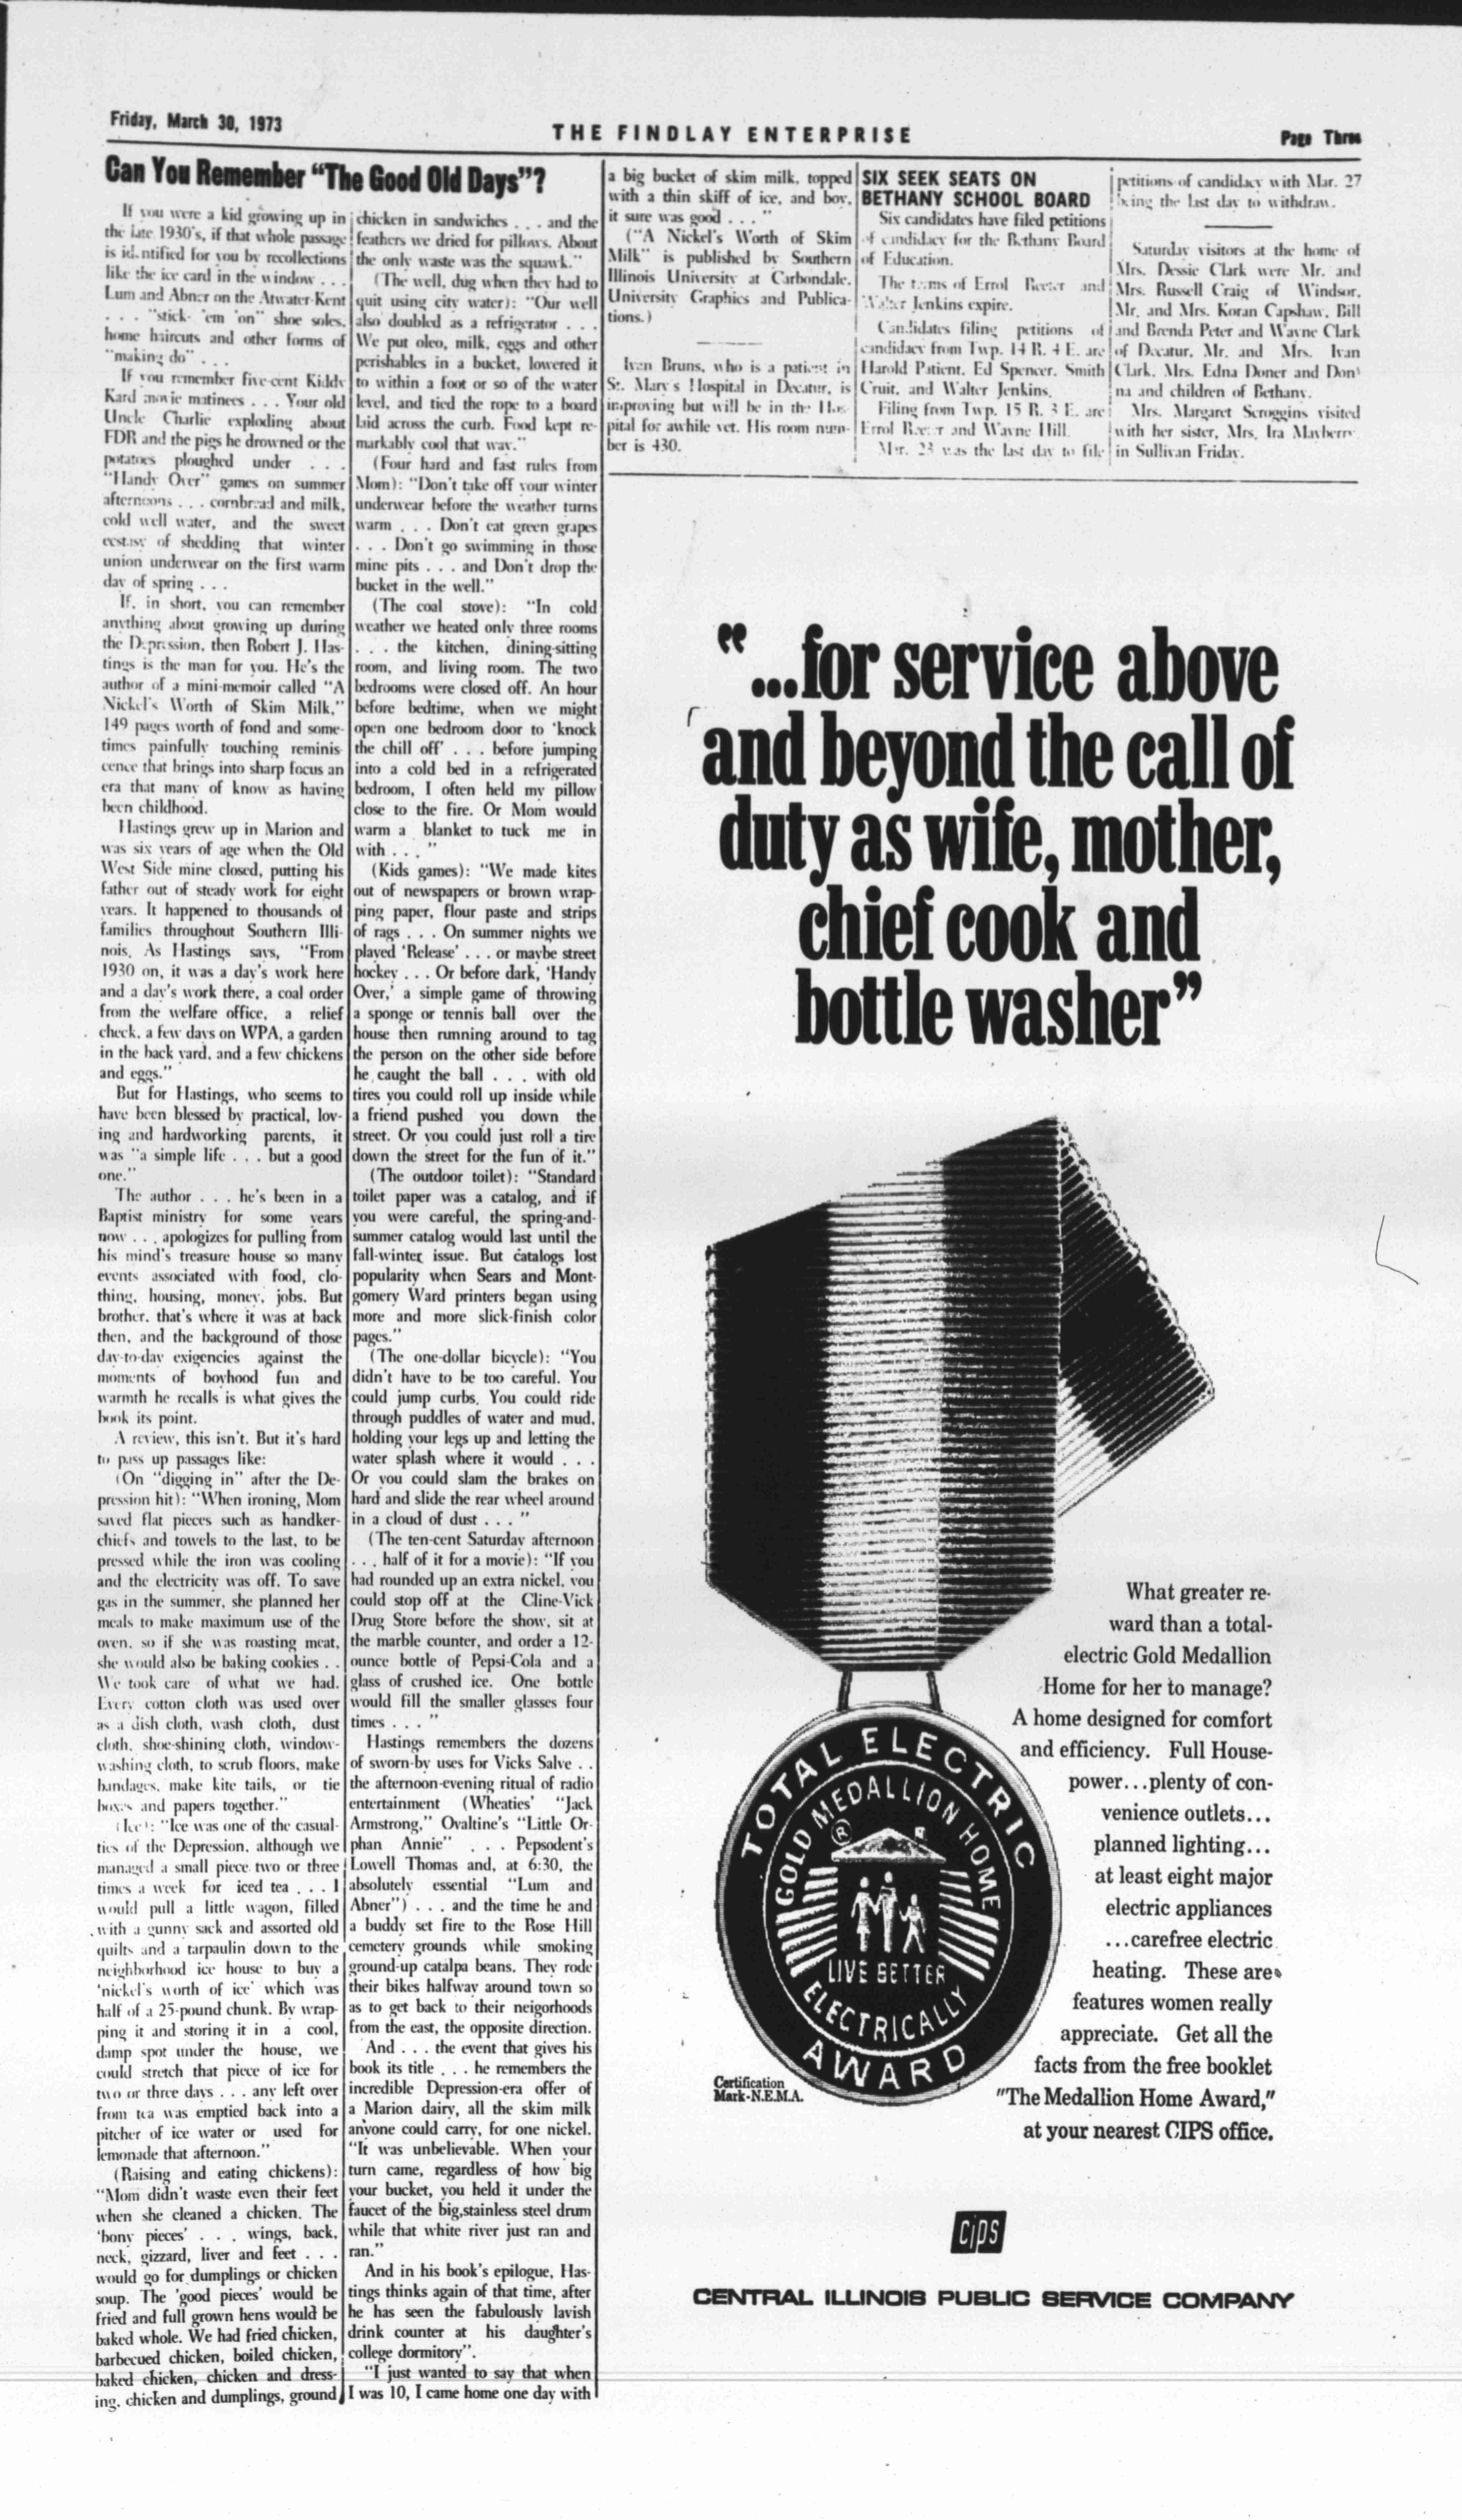 Friday, March 30, 1973
THE FINDLAY ENTERPRISE
Page Three
Can You Remember "The Good Old Days"?
If you were a kid growing up in
the late 1930's, if that whole passage
is identified for you by recollections
like the ice card in the window . . .
Lum and Abner on the Atwater-Kent
. . . "stick- 'em 'on" shoe soles,
home haircuts and other forms of
"making do" . . .
If you remember five-cent Kiddy
Kard movie matinees . . . Your old
Uncle Charlie exploding about
FDR and the pigs he drowned or the
potatoes ploughed under . . .
"Handy Over" games on summer
afternoons . . . cornbread and milk,
cold well water, and the sweet
ecstasy of shedding that winter
union underwear on the first warm
day of spring . . .
If, in short, you can remember
anything about growing up during
the Depression, then Robert J. Has-
tings is the man for you. He's the
author of a mini-memoir called "A
Nickel's Worth of Skim Milk,"
149 pages worth of fond and some-
times painfully touching reminis-
cence that brings into sharp focus an
era that many of know as having
been childhood.
Hastings grew up in Marion and
was six years of age when the Old
West Side mine closed, putting his
father out of steady work for eight
years. It happened to thousands of
families throughout Southern Illi-
nois. As Hastings says, "From
1930 on, it was a day's work here
and a day's work there, a coal order
from the welfare office, a relief
check, a few days on WPA, a garden
in the back yard, and a few chickens
and eggs."
But for Hastings, who seems to
have been blessed by practical, lov-
ing and hardworking parents, it
was "a simple life . . . but a good
one."
The author . . . he's been in a
Baptist ministry for some years
now . . . apologizes for pulling from
his mind's treasure house so many
events associated with food, clo-
thing, housing, money, jobs. But
brother, that's where it was at back
then, and the background of those
day-to-day exigencies against the
moments of boyhood fun and
warmth he recalls is what gives the
book its point.
A review, this isn't. But it's hard
to pass up passages like:
(On "digging in" after the De-
pression hit): "When ironing, Mom
saved flat pieces such as handker-
chiefs and towels to the last, to be
pressed while the iron was cooling
and the electricity was off. To save
gas in the summer, she planned her
meals to make maximum use of the
oven, so if she was roasting meat,
she would also be baking cookies . .
We took care of what we had.
Every cotton cloth was used over
as a dish cloth, wash cloth, dust
cloth, shoe-shining cloth, window-
washing cloth, to scrub floors, make
bandages, make kite tails, or tie
boxes and papers together."
(Ice): "Ice was one of the casual-
ties of the Depression, although we
managed a small piece two or three
times a week for iced tea . . . I
would pull a little wagon, filled
with a gunny sack and assorted old
quilts and a tarpaulin down to the
neighborhood ice house to buy a
'nickel's worth of ice' which was
half of a 25-pound chunk. By wrap-
ping it and storing it in a cool,
damp spot under the house, we
could stretch that piece of ice for
two or three days . . . any left over
from tea was emptied back into a
pitcher of ice water or used for
lemonade that afternoon."
(Raising and eating chickens):
"Mom didn't waste even their feet
when she cleaned a chicken. The
'bony pieces' . . . wings, back,
neck, gizzard, liver and feet . . .
would go for dumplings or chicken
soup. The 'good pieces' would be
fried and full grown hens would be
baked whole. We had fried chicken,
barbecued chicken, boiled chicken,
baked chicken, chicken and dress-
ing, chicken and dumplings, ground
chicken in sandwiches . . . and the
feathers we dried for pillows. About
the only waste was the squawk."
(The well, dug when they had to
quit using city water): "Our well
also doubled as a refrigerator . . .
We put oleo, milk, eggs and other
perishables in a bucket, lowered it
to within a foot or so of the water
level, and tied the rope to a board
laid across the curb. Food kept re-
markably cool that way."
(Four hard and fast rules from
Mom): "Don't take off your winter
underwear before the weather turns
warm . . . Don't eat green grapes
. . . Don't go swimming in those
mine pits . . . and Don't drop the
bucket in the well."
(The coal stove): "In cold
weather we heated only three rooms
. . . the kitchen, dining-sitting
room, and living room. The two
bedrooms were closed off. An hour
before bedtime, when we might
open one bedroom door to 'knock
the chill off' . . . before jumping
into a cold bed in a refrigerated
bedroom, I often held my pillow
close to the fire. Or Mom would
warm a blanket to tuck me in
with . . . "
(Kids games): "We made kites
out of newspapers or brown wrap-
ping paper, flour paste and strips
of rags . . . On summer nights we
played 'Release' . . . or maybe street
hockey . . . Or before dark, 'Handy
Over,' a simple game of throwing
a sponge or tennis ball over the
house then running around to tag
the person on the other side before
he caught the ball . . . with old
tires you could roll up inside while
a friend pushed you down the
street. Or you could just roll a tire
down the street for the fun of it."
(The outdoor toilet): "Standard
toilet paper was a catalog, and if
you were careful, the spring-and-
summer catalog would last until the
fall-winter issue. But catalogs lost
popularity when Sears and Mont-
gomery Ward printers began using
more and more slick-finish color
pages."
(The one-dollar bicycle): "You
didn't have to be too careful. You
could jump curbs. You could ride
through puddles of water and mud,
holding your legs up and letting the
water splash where it would . . .
Or you could slam the brakes on
hard and slide the rear wheel around
in a cloud of dust . . . "
(The ten-cent Saturday afternoon
. . . half of it for a movie): "If you
had rounded up an extra nickel, you
could stop off at the Cline-Vick
Drug Store before the show, sit at
the marble counter, and order a 12-
ounce bottle of Pepsi-Cola and a
glass of crushed ice. One bottle
would fill the smaller glasses four
times . . . "
Hastings remembers the dozens
of sworn-by uses for Vicks Salve . .
the afternoon-evening ritual of radio
entertainment (Wheaties' "Jack
Armstrong," Ovaltine's "Little Or-
phan Annie" . . . Pepsodent's
Lowell Thomas and, at 6:30, the
absolutely essential "Lum and
Abner") . . . and the time he and
a buddy set fire to the Rose Hill
cemetery grounds while smoking
ground-up catalpa beans. They rode
their bikes halfway around town so
as to get back to their neigorhoods
from the east, the opposite direction.
And . . . the event that gives his
book its title . . . he remembers the
incredible Depression-era offer of
a Marion dairy, all the skim milk
anyone could carry, for one nickel.
"It was unbelievable. When your
turn came, regardless of how big
your bucket, you held it under the
faucet of the big,stainless steel drum
while that white river just ran and
ran."
And in his book's epilogue, Has-
tings thinks again of that time, after
he has seen the fabulously lavish
drink counter at his daughter's
college dormitory".
"I just wanted to say that when
I was 10, I came home one day with
a big bucket of skim milk, topped
with a thin skiff of ice, and boy,
it sure was good . . . "
("A Nickel's Worth of Skim
Milk" is published by Southern
Illinois University at Carbondale,
University Graphics and Publica-
tions.)
Ivan Bruns, who is a patient in
St. Mary's Hospital in Decatur, is
improving but will be in the Hos-
pital for awhile yet. His room num-
ber is 430.
SIX SEEK SEATS ON
BETHANY SCHOOL BOARD
Six candidates have filed petitions
of candidacy for the Bethany Board
of Education.
The terms of Errol Reeter and
Walter Jenkins expire.
Candidates filing petitions of
candidacy from Twp. 14 R. 4 E. are
Harold Patient, Ed Spencer, Smith
Cruit, and Walter Jenkins.
Filing from Twp. 15 R. 3 E. are
Errol Reeter and Wayne Hill.
Mar. 23 was the last day to file
petitions of candidacy with Mar. 27
being the last day to withdraw.
Saturday visitors at the home of
Mrs. Dessie Clark were Mr. and
Mrs. Russell Craig of Windsor,
Mr. and Mrs. Koran Capshaw, Bill
and Brenda Peter and Wayne Clark
of Decatur, Mr. and Mrs. Ivan
Clark, Mrs. Edna Doner and Don-
na and children of Bethany.
Mrs. Margaret Scroggins visited
with her sister, Mrs. Ira Mayberry
in Sullivan Friday.
"...for service above
and beyond the call of
duty as wife, mother,
chief cook and
bottle washer"
What greater re-
ward than a total-
electric Gold Medallion
Home for her to manage?
A home designed for comfort
and efficiency. Full House-
power...plenty of con-
venience outlets...
planned lighting...
at least eight major
electric appliances
...carefree electric
heating. These are
features women really
appreciate. Get all the
facts from the free booklet
"The Medallion Home Award,"
at your nearest CIPS office.
TOTAL ELECTRIC
GOLD MEDALLION HOME
®
LIVE BETTER
ELECTRICALLY
AWARD
Certification
Mark-N.E.M.A.
CIPS
CENTRAL ILLINOIS PUBLIC SERVICE COMPANY